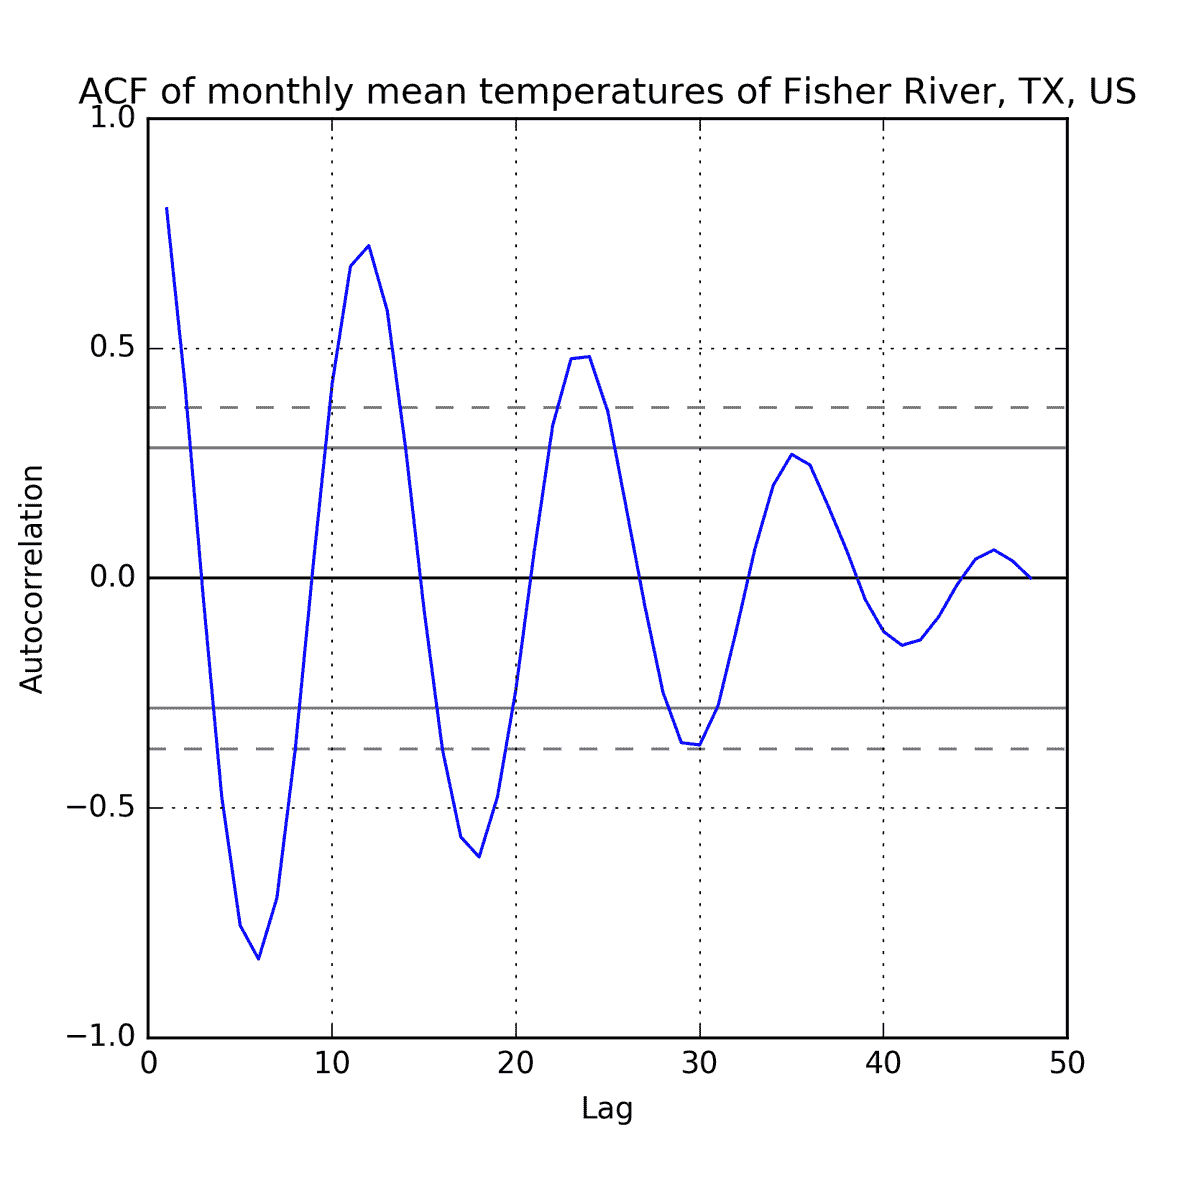 ACF of monthly mean temperatures of Fisher River, TX, US
1.0
0.5
0.0
−0.5
−1.0
Autocorrelation
0 10 20 30 40 50
Lag